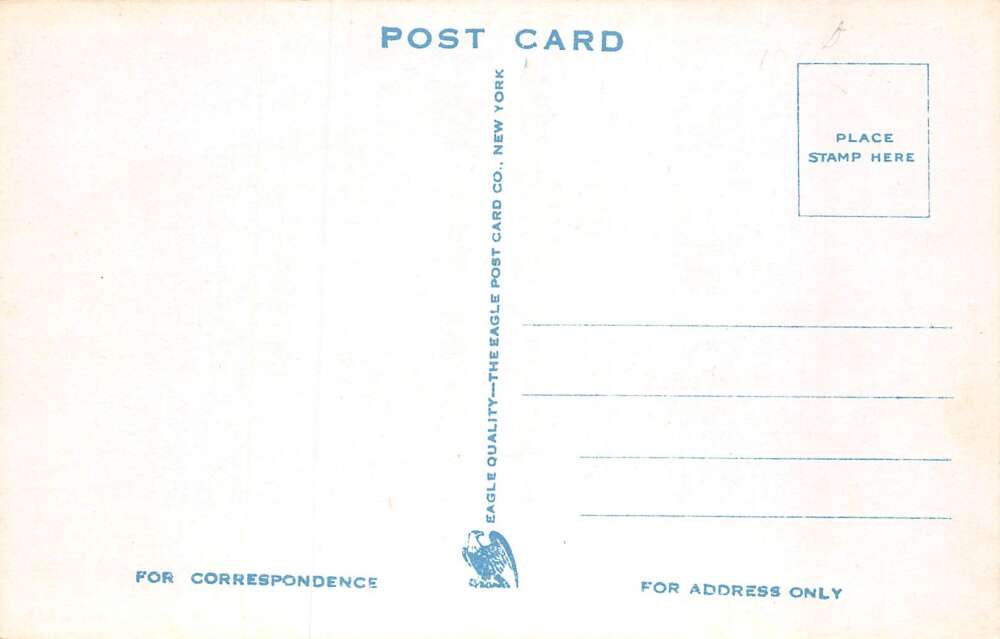 POST CARD
PLACE
STAMP HERE
EAGLE QUALITY—THE EAGLE POST CARD CO., NEW YORK
FOR CORRESPONDENCE
FOR ADDRESS ONLY